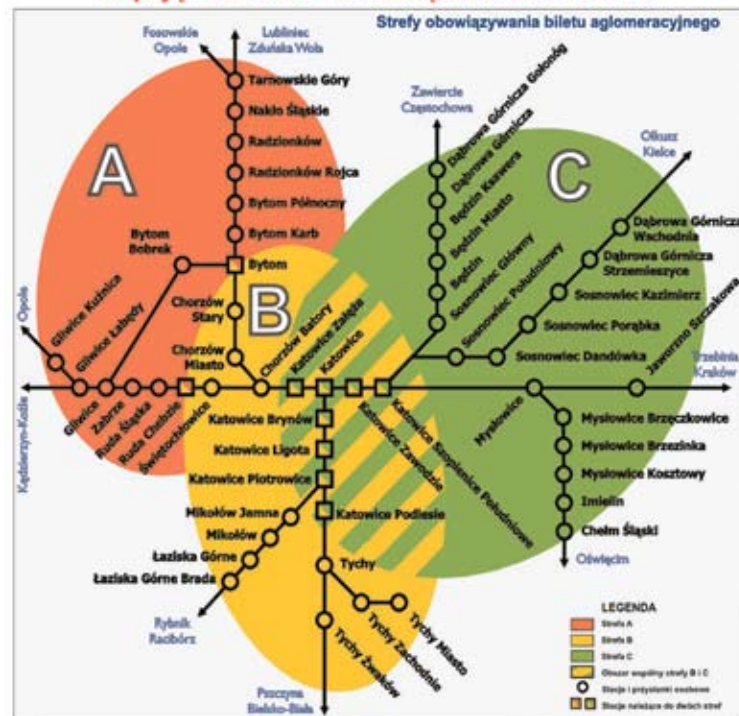 Strefy obowiązywania biletu aglomeracyjnego
Fosowskie
Opole
Lubliniec
Zduńska Wola
Tarnowskie Góry
Nakło Śląskie
Radzionków
Radzionków Rojca
Bytom Północny
Bytom Karb
Bytom
Bytom
Bobrek
A
B
C
Chorzów
Stary
Chorzów
Miasto
Chorzów Batory
Katowice Załęże
Katowice
Opole
Gliwice Kuźnica
Gliwice Łabędy
Kędzierzyn-Koźle
Gliwice
Zabrze
Ruda Śląska
Ruda Chebzie
Świętochłowice
Katowice Brynów
Katowice Ligota
Katowice Piotrowice
Katowice Podlesie
Mikołów Jamna
Mikołów
Łaziska Górne
Łaziska Górne Brada
Rybnik
Racibórz
Tychy
Tychy Miasto
Tychy Zachodnie
Tychy Żwaków
Pszczyna
Bielsko-Biała
Katowice Zawodzie
Katowice Szopienice Południowe
Zawiercie
Częstochowa
Dąbrowa Górnicza Gołonóg
Dąbrowa Górnicza
Będzin Ksawera
Będzin Miasto
Będzin
Sosnowiec Główny
Sosnowiec Południowy
Olkusz
Kielce
Dąbrowa Górnicza
Wschodnia
Dąbrowa Górnicza
Strzemieszyce
Sosnowiec Kazimierz
Sosnowiec Porąbka
Sosnowiec Dańdówka
Jaworzno Szczakowa
Trzebinia
Kraków
Mysłowice
Mysłowice Brzęczkowice
Mysłowice Brzezinka
Mysłowice Kosztowy
Imielin
Chełm Śląski
Oświęcim
LEGENDA
Strefa A
Strefa B
Strefa C
Obszar wspólny strefy B i C
Stacje i przystanki osobowe
Stacje należące do dwóch stref